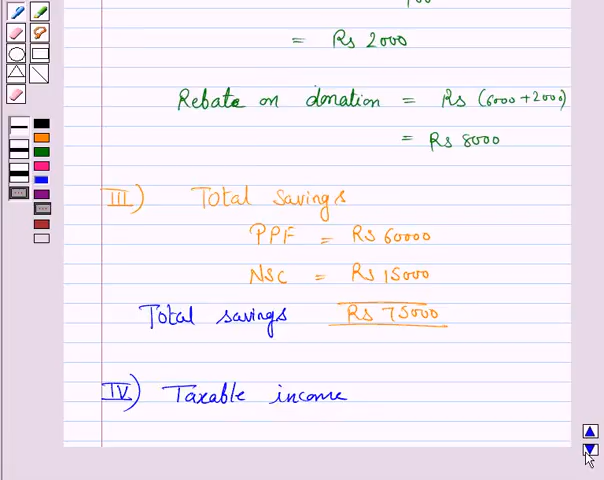 100
= Rs 2000
Rebate on donation = Rs (6000 + 2000)
= Rs 8000
III) Total savings
PPF = Rs 60000
NSC = Rs 15000
Total savings Rs 75000
IV) Taxable income